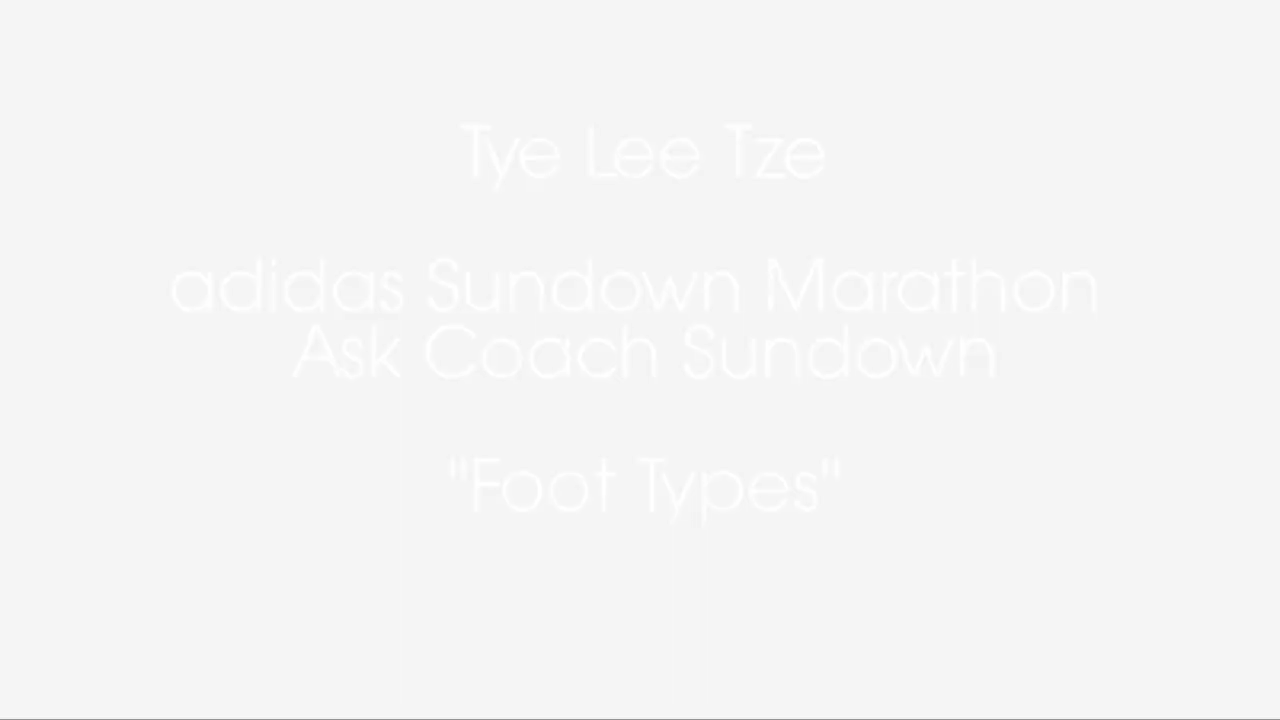 Tye Lee Tze
adidas Sundown Marathon
Ask Coach Sundown
"Foot Types"